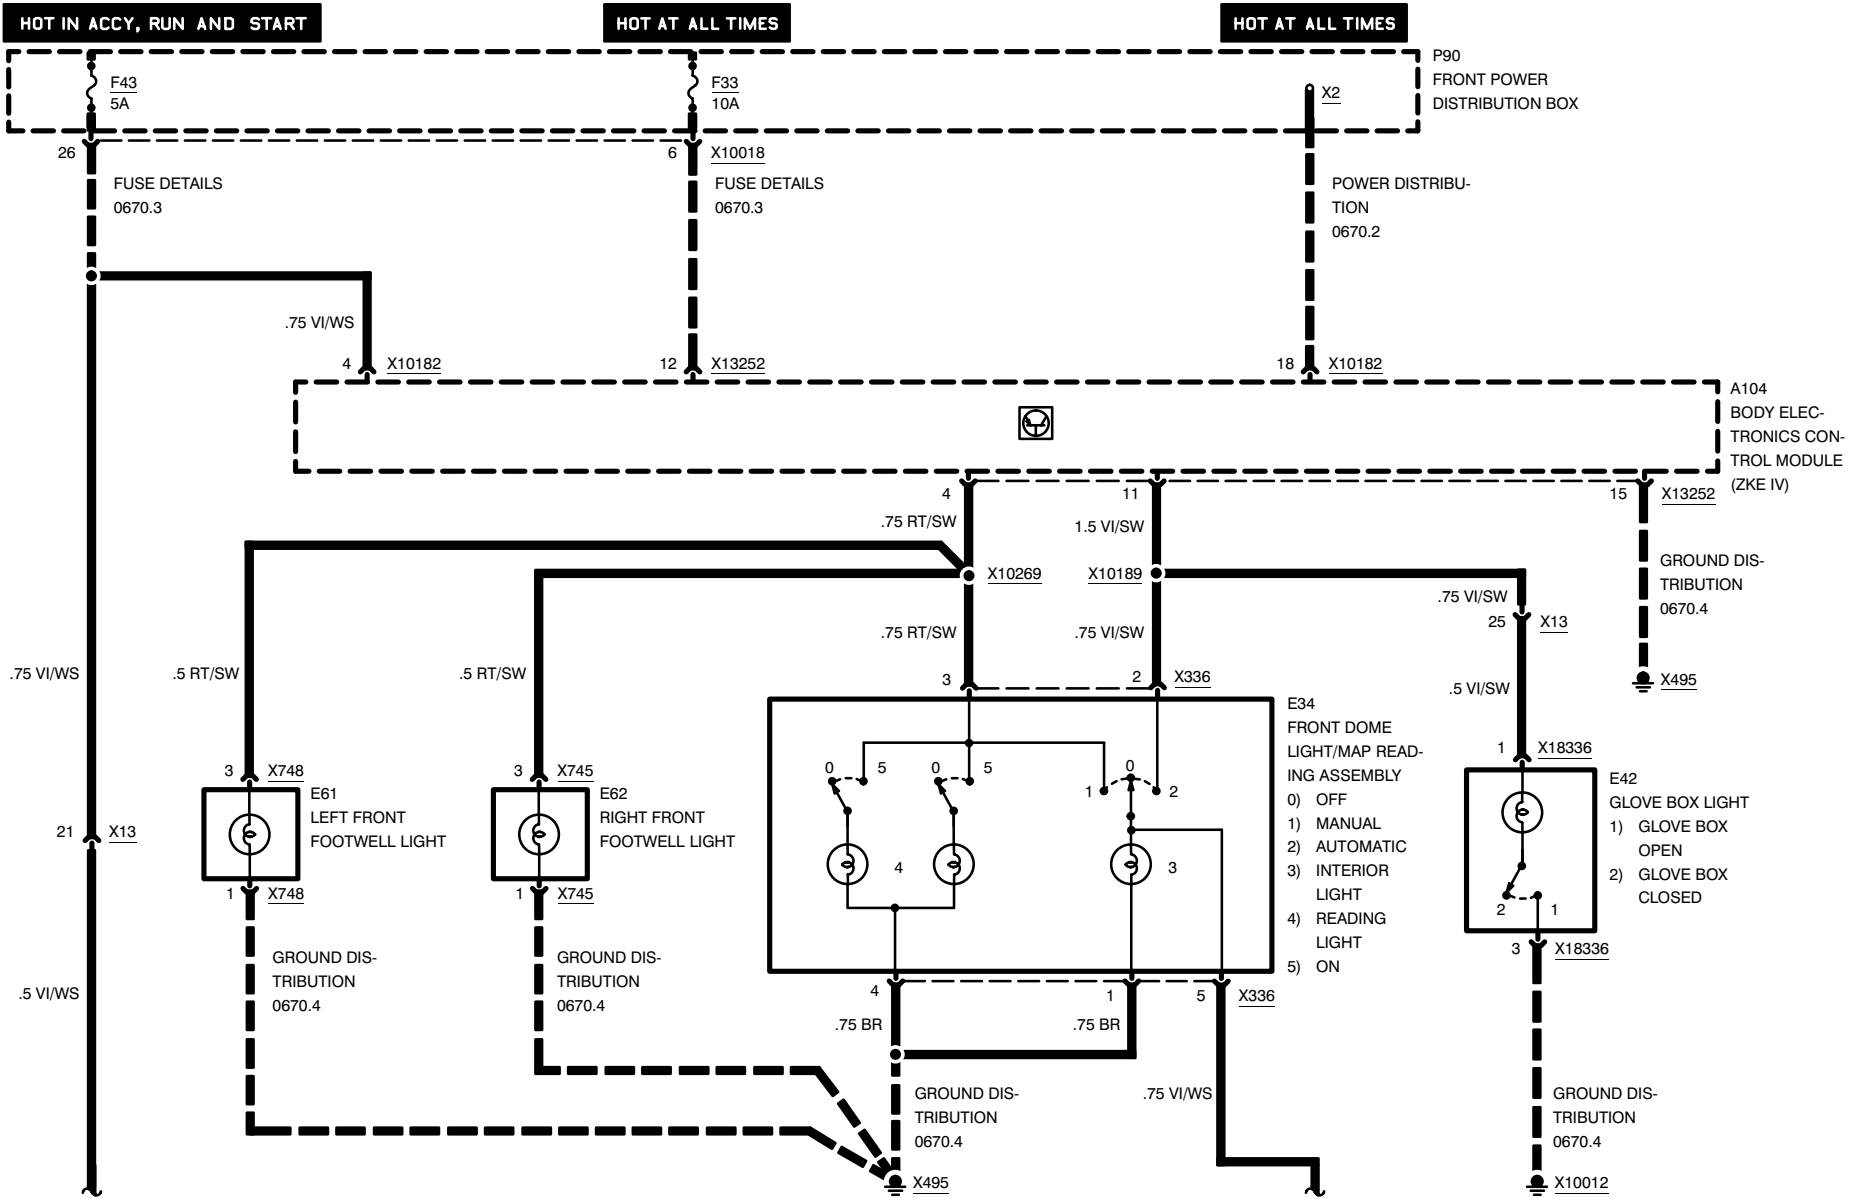 HOT IN ACCY, RUN AND START
HOT AT ALL TIMES
HOT AT ALL TIMES
F43
5A
F33
10A
X2
P90
FRONT POWER
DISTRIBUTION BOX
26
6
X10018
FUSE DETAILS
0670.3
FUSE DETAILS
0670.3
POWER DISTRIBU-
TION
0670.2
.75 VI/WS
4
X10182
12
X13252
18
X10182
A104
BODY ELEC-
TRONICS CON-
TROL MODULE
(ZKE IV)
4
11
15
X13252
.75 RT/SW
1.5 VI/SW
GROUND DIS-
TRIBUTION
0670.4
X10269
X10189
.75 VI/SW
25
X13
.75 RT/SW
.75 VI/SW
.75 VI/WS
.5 RT/SW
.5 RT/SW
3
2
X336
.5 VI/SW
X495
E34
FRONT DOME
LIGHT/MAP READ-
ING ASSEMBLY
0) OFF
1) MANUAL
2) AUTOMATIC
3) INTERIOR
LIGHT
4) READING
LIGHT
5) ON
1
X18336
3
X748
3
X745
0
5
0
5
0
1
2
E61
LEFT FRONT
FOOTWELL LIGHT
E62
RIGHT FRONT
FOOTWELL LIGHT
E42
GLOVE BOX LIGHT
1) GLOVE BOX
OPEN
2) GLOVE BOX
CLOSED
21
X13
4
3
1
X748
1
X745
2
1
3
X18336
GROUND DIS-
TRIBUTION
0670.4
GROUND DIS-
TRIBUTION
0670.4
.5 VI/WS
4
1
5
X336
.75 BR
.75 BR
GROUND DIS-
TRIBUTION
0670.4
.75 VI/WS
GROUND DIS-
TRIBUTION
0670.4
X495
X10012